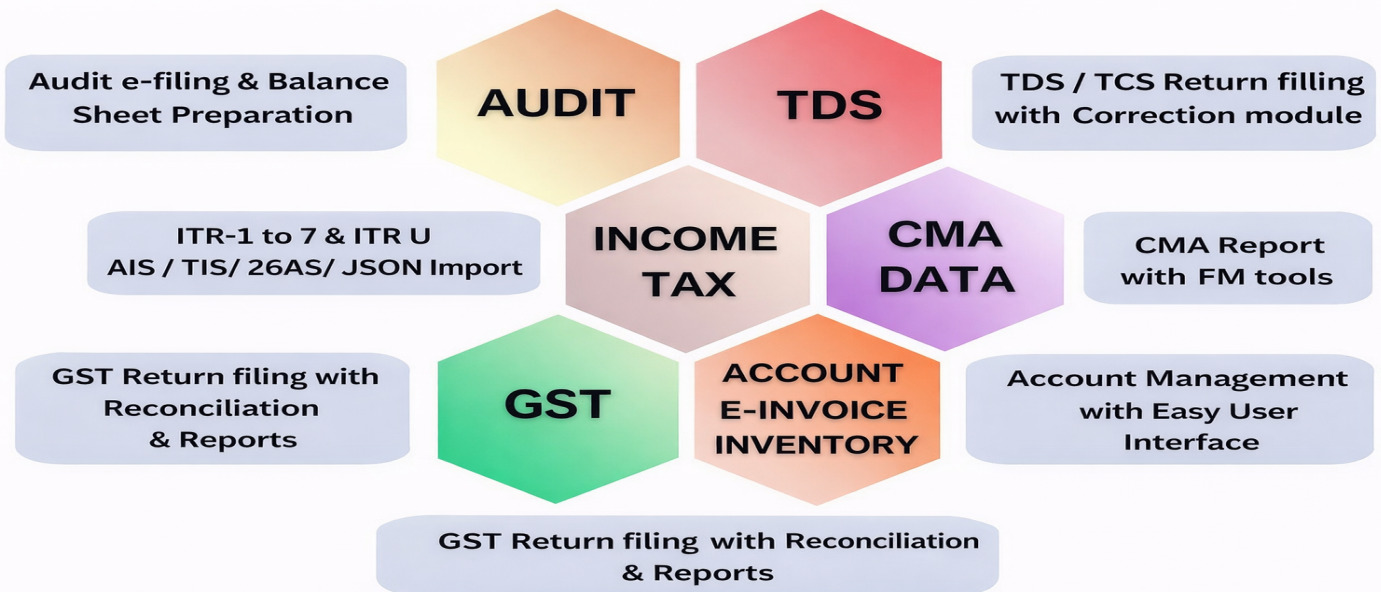 Audit e-filing & Balance
Sheet Preparation
AUDIT
TDS
TDS / TCS Return filling
with Correction module
ITR-1 to 7 & ITR U
AIS / TIS/ 26AS/ JSON Import
INCOME
TAX
CMA
DATA
CMA Report
with FM tools
GST Return filing with
Reconciliation
& Reports
GST
ACCOUNT
E-INVOICE
INVENTORY
Account Management
with Easy User
Interface
GST Return filing with Reconciliation
& Reports